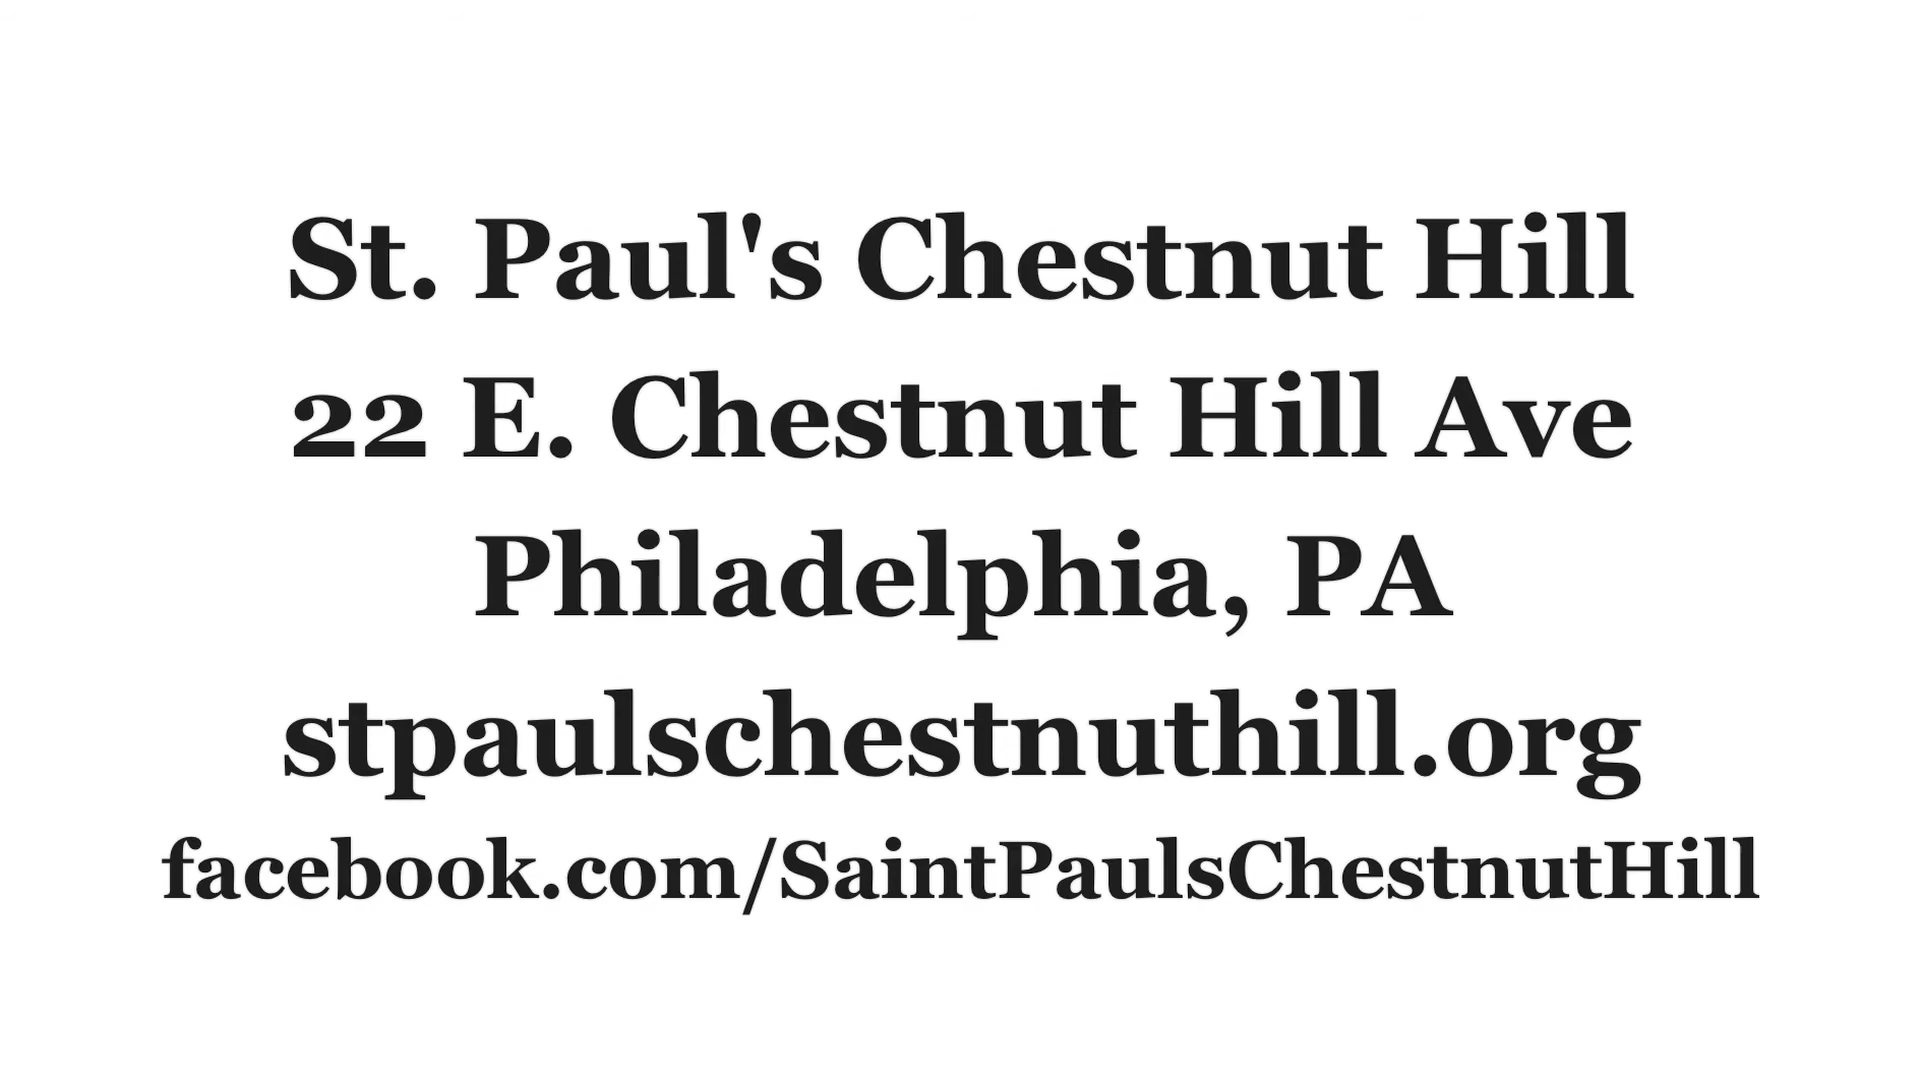 St. Paul's Chestnut Hill
22 E. Chestnut Hill Ave
Philadelphia, PA
stpaulschestnuthill.org
facebook.com/SaintPaulsChestnutHill